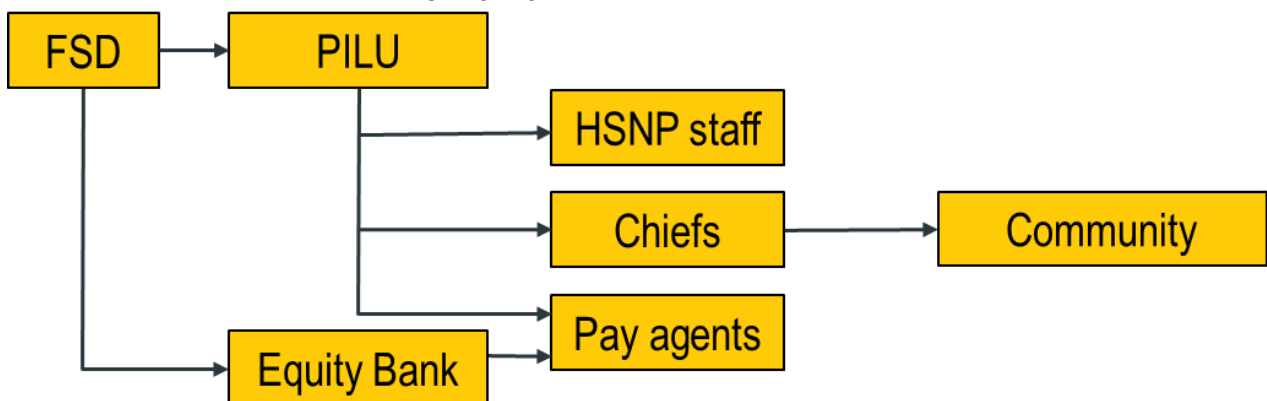 FSD
PILU
HSNP staff
Chiefs
Community
Pay agents
Equity Bank